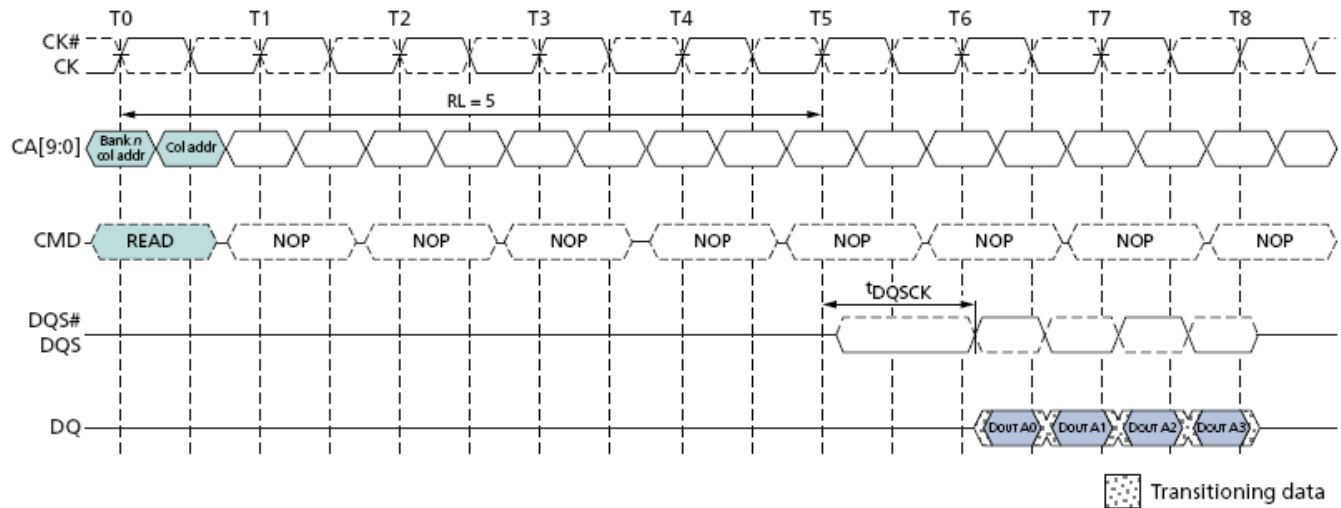 T0 T1 T2 T3 T4 T5 T6 T7 T8
CK#
CK
RL = 5
CA[9:0] Bank n col addr Col addr
CMD READ NOP NOP NOP NOP NOP NOP NOP NOP
tDQSCK
DQS#
DQS
DQ DOUT A0 DOUT A1 DOUT A2 DOUT A3
Transitioning data